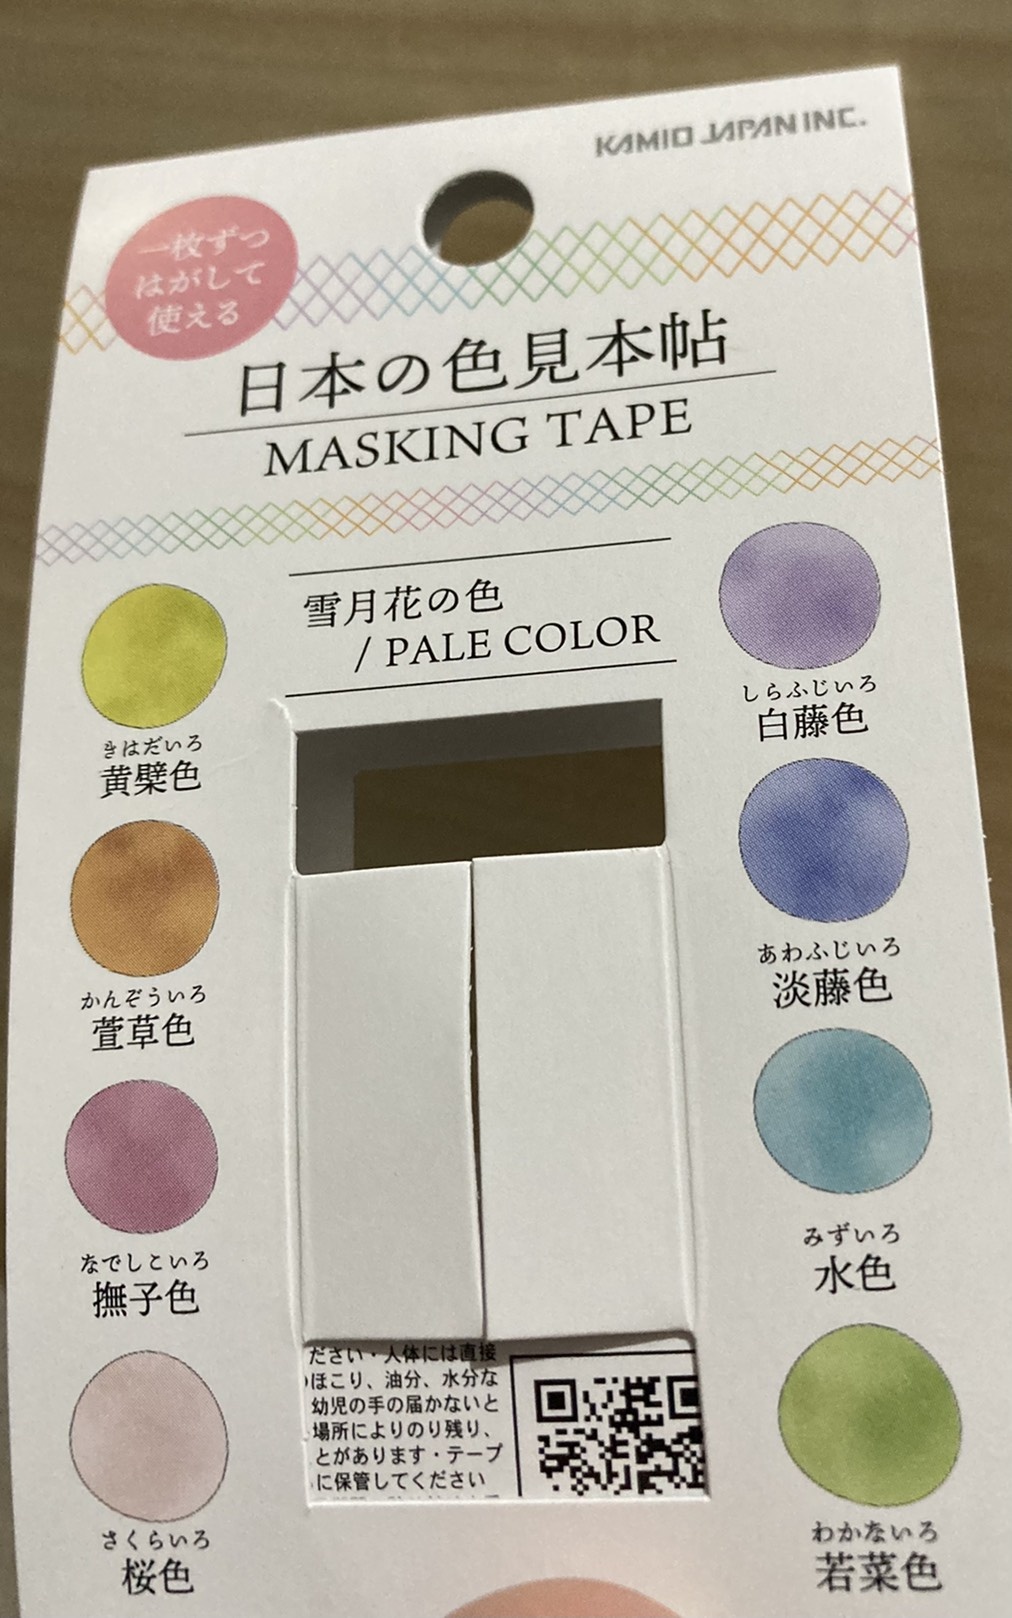 KAMIO JAPAN INC.
一枚ずつ
はがして
使える
日本の色見本帖
MASKING TAPE
雪月花の色
/ PALE COLOR
きはだいろ
黄檗色
かんぞういろ
萱草色
なでしこいろ
撫子色
さくらいろ
桜色
しらふじいろ
白藤色
あわふじいろ
淡藤色
みずいろ
水色
わかないろ
若菜色
ださい・人体には直接
ほこり、油分、水分な
幼児の手の届かないと
場所によりのり残り、
とがあります・テープ
に保管してください